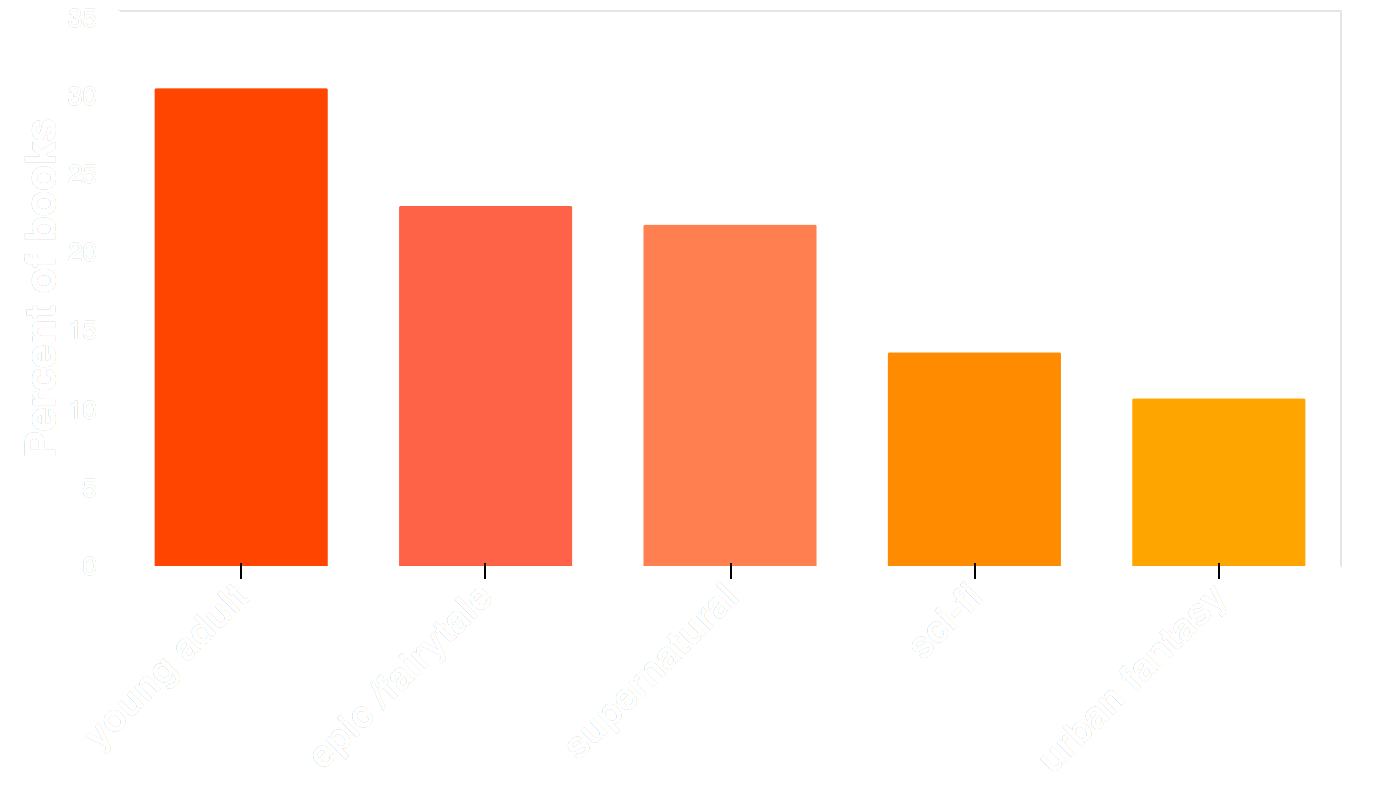 35
30
25
20
15
10
5
0
Percent of books
young adult
epic /fairytale
supernatural
sci-fi
urban fantasy